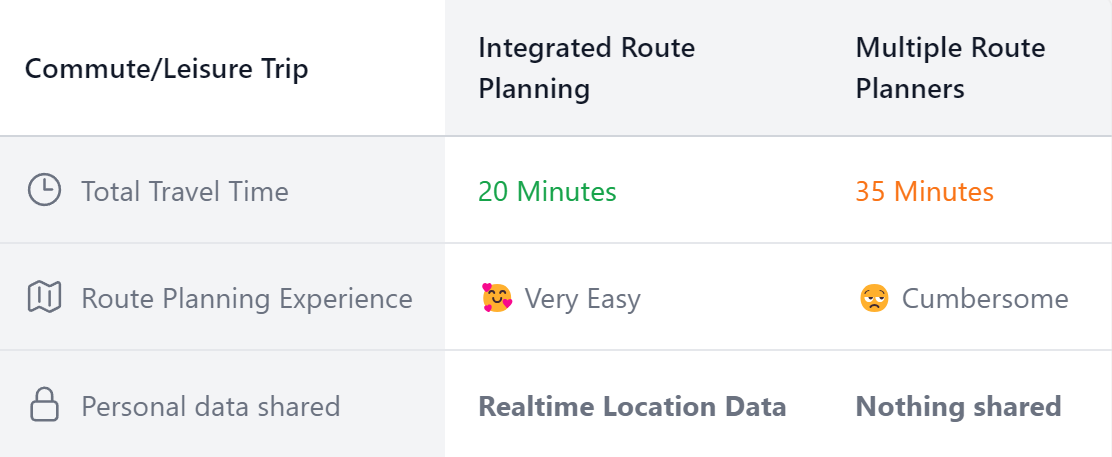 Commute/Leisure Trip
Integrated Route
Planning
Multiple Route
Planners
Total Travel Time
20 Minutes
35 Minutes
Route Planning Experience
🥰 Very Easy
😞 Cumbersome
Personal data shared
Realtime Location Data
Nothing shared